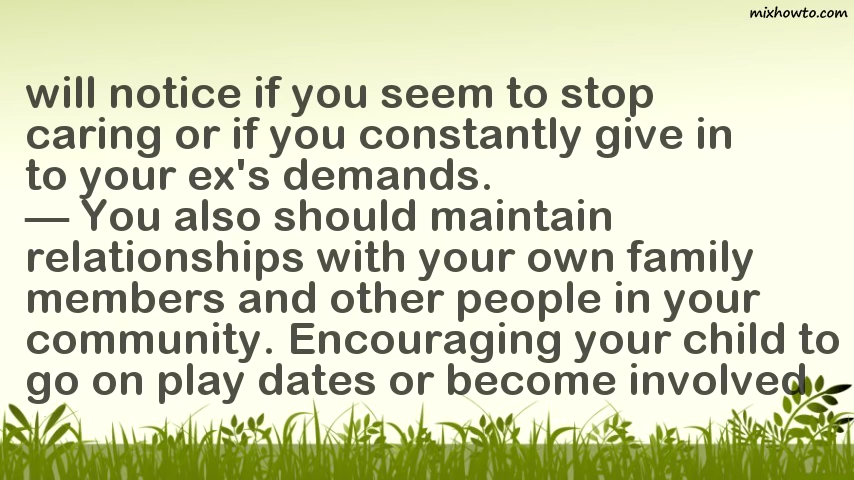 mixhowto.com
will notice if you seem to stop
caring or if you constantly give in
to your ex's demands.
— You also should maintain
relationships with your own family
members and other people in your
community. Encouraging your child to
go on play dates or become involved